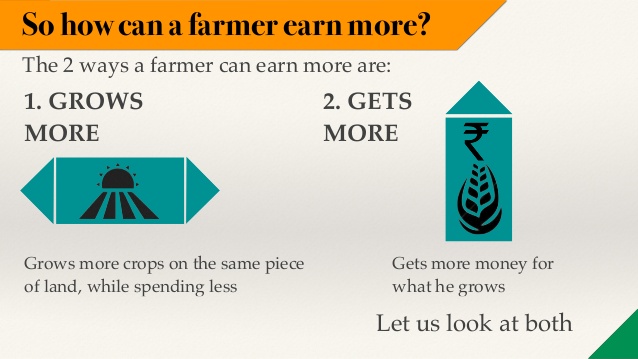 So how can a farmer earn more?
The 2 ways a farmer can earn more are:
1. GROWS
MORE
2. GETS
MORE
₹
Grows more crops on the same piece
of land, while spending less
Gets more money for
what he grows
Let us look at both